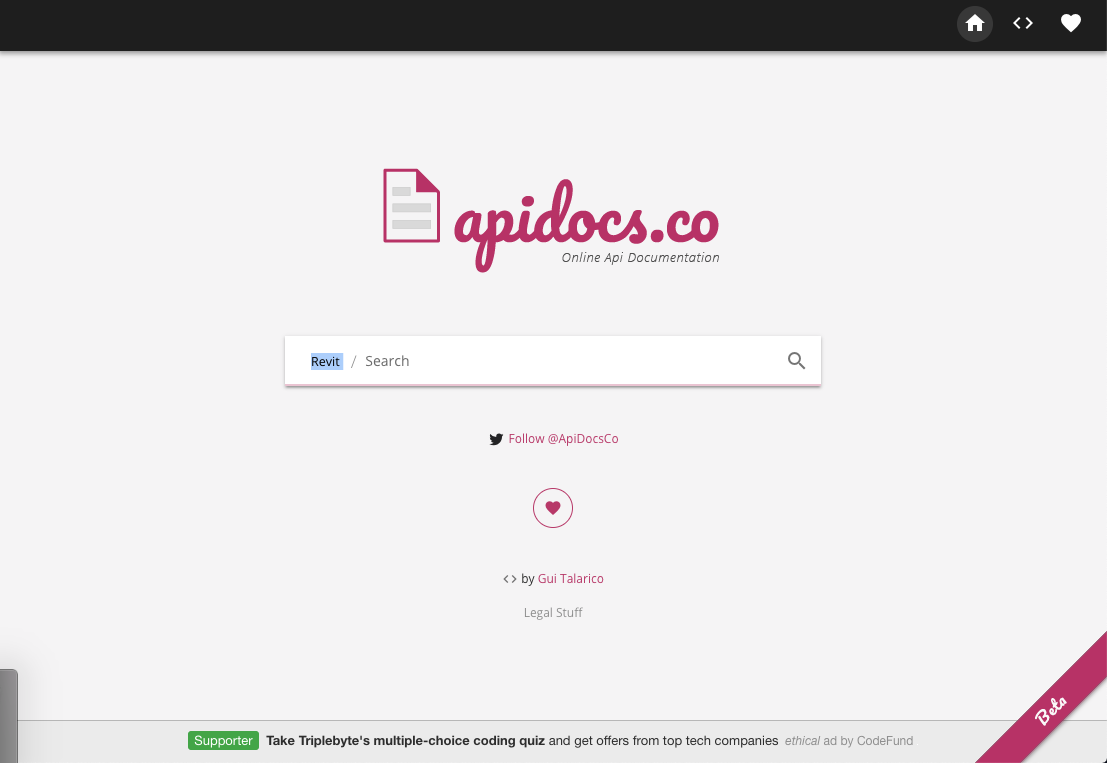 apidocs.co
Online Api Documentation
Revit / Search
Follow @ApiDocsCo
<> by Gui Talarico
Legal Stuff
Beta
Supporter Take Triplebyte's multiple-choice coding quiz and get offers from top tech companies ethical ad by CodeFund